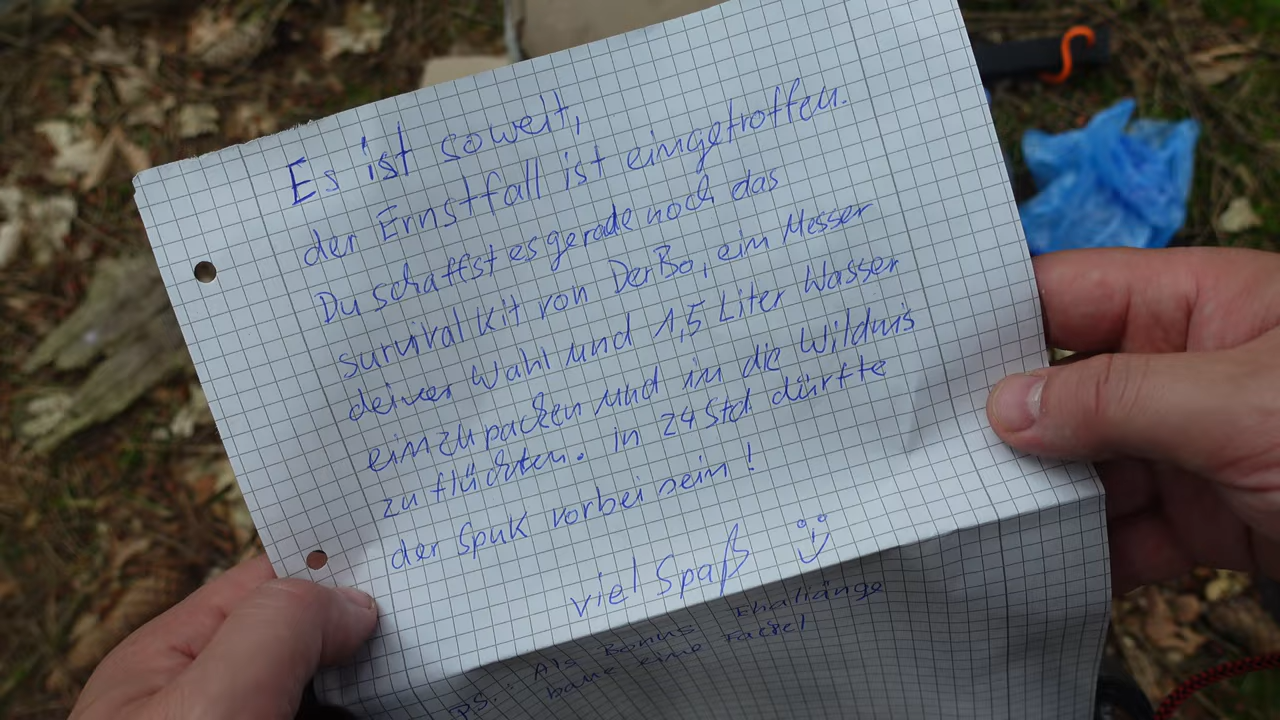 Es ist soweit,
der Ernstfall ist eingetroffen.
Du schaffst es gerade noch das
survival Kit von DerBo, ein Messer
deiner Wahl und 1,5 Liter Wasser
einzupacken und in die Wildnis
zu flüchten. in 24 Std dürfte
der Spuk vorbei sein!
viel Spaß
PS.: Als Bonus
baue eine Fackel